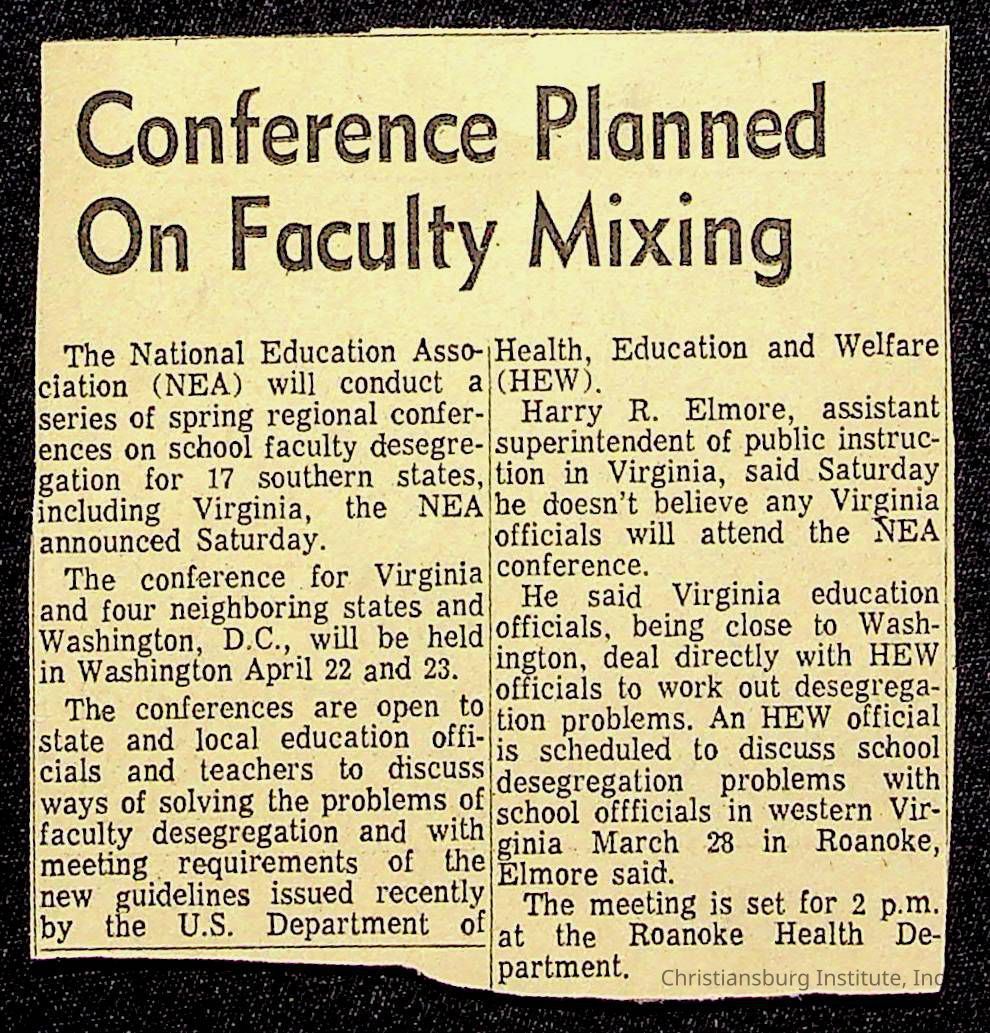 Conference Planned
On Faculty Mixing
The National Education Asso-
ciation (NEA) will conduct a
series of spring regional confer-
ences on school faculty desegre-
gation for 17 southern states,
including Virginia, the NEA
announced Saturday.
The conference for Virginia
and four neighboring states and
Washington, D.C., will be held
in Washington April 22 and 23.
The conferences are open to
state and local education offi-
cials and teachers to discuss
ways of solving the problems of
faculty desegregation and with
meeting requirements of the
new guidelines issued recently
by the U.S. Department of
Health, Education and Welfare
(HEW).
Harry R. Elmore, assistant
superintendent of public instruc-
tion in Virginia, said Saturday
he doesn't believe any Virginia
officials will attend the NEA
conference.
He said Virginia education
officials, being close to Wash-
ington, deal directly with HEW
officials to work out desegrega-
tion problems. An HEW official
is scheduled to discuss school
desegregation problems with
school offficials in western Vir-
ginia March 28 in Roanoke,
Elmore said.
The meeting is set for 2 p.m.
at the Roanoke Health De-
partment.
Christiansburg Institute, Inc